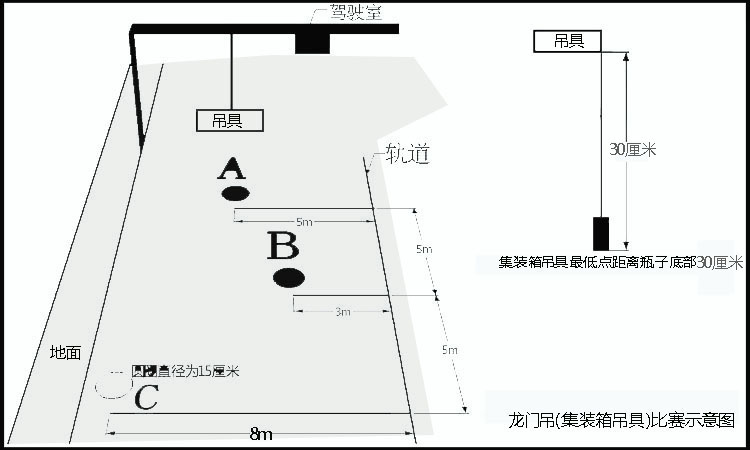 驾驶室
吊具
吊具
30厘米
A
轨道
5m
B
5m
集装箱吊具最低点距离瓶子底部30厘米
3m
地面
5m
直径为15厘米
C
龙门吊(集装箱吊具)比赛示意图
8m